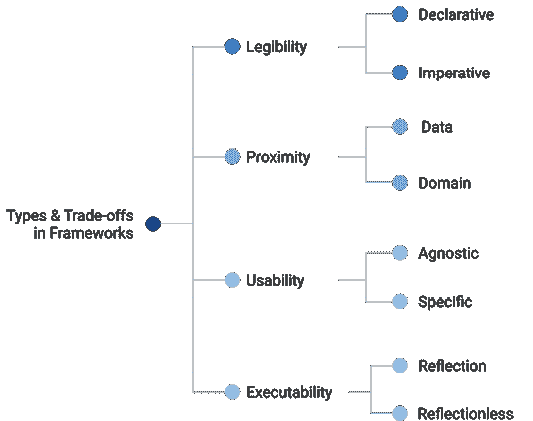 Types & Trade-offs
in Frameworks
Legibility
Declarative
Imperative
Proximity
Data
Domain
Usability
Agnostic
Specific
Executability
Reflection
Reflectionless